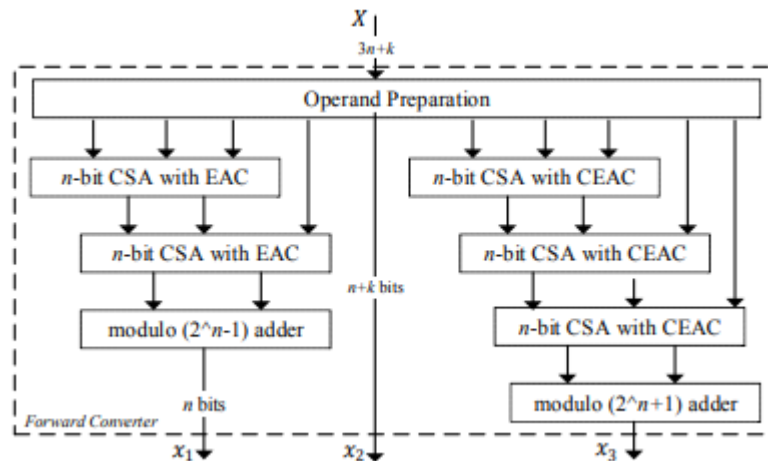 X
3n+k
Operand Preparation
n-bit CSA with EAC
n-bit CSA with CEAC
n-bit CSA with EAC
n-bit CSA with CEAC
n+k bits
modulo (2^n-1) adder
n-bit CSA with CEAC
n bits
modulo (2^n+1) adder
Forward Converter
x₁
x₂
x₃